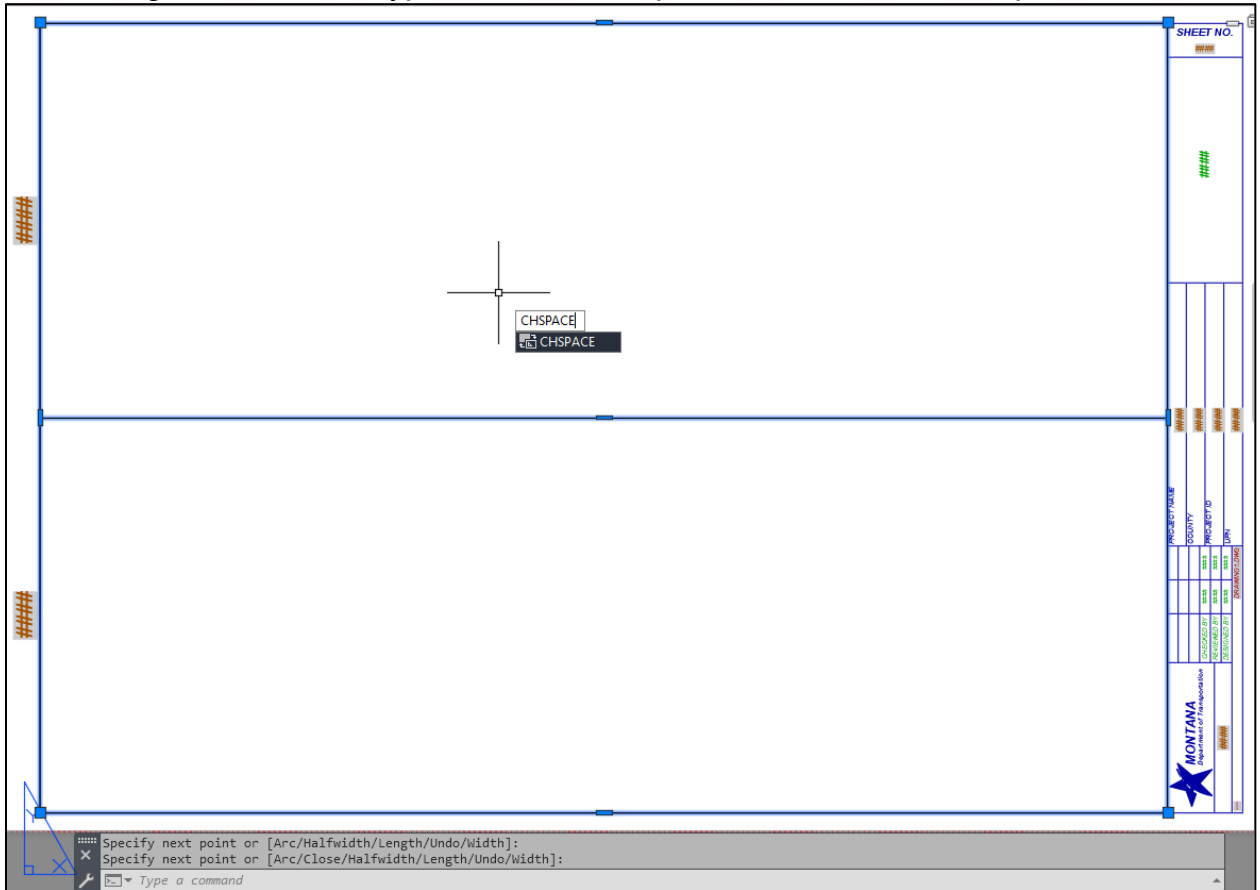 SHEET NO.
####
####
####
CHSPACE
CHSPACE
####
####
####
####
PROJECT NAME
COUNTY
PROJECT ID
UPN
####
####
####
####
####
####
####
DRAWING1.DWG
CHECKED BY
REVIEWED BY
DESIGNED BY
MONTANA
Department of Transportation
####
Y
X
Specify next point or [Arc/Halfwidth/Length/Undo/Width]:
Specify next point or [Arc/Close/Halfwidth/Length/Undo/Width]:
Type a command